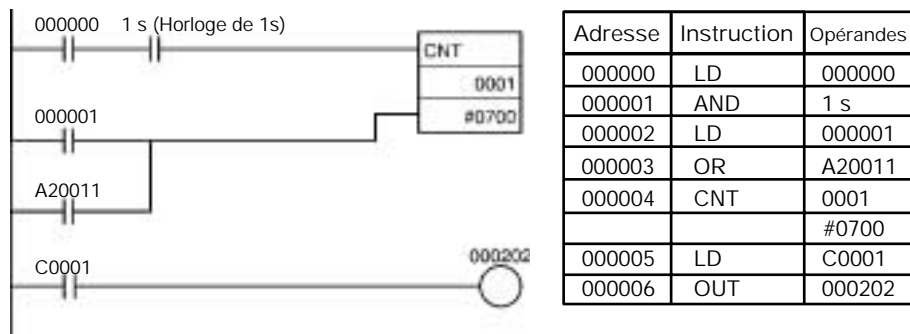 000000 1 s (Horloge de 1s)
CNT
0001
#0700
000001
A20011
C0001
000202
Adresse Instruction Opérandes
000000 LD 000000
000001 AND 1 s
000002 LD 000001
000003 OR A20011
000004 CNT 0001
#0700
000005 LD C0001
000006 OUT 000202